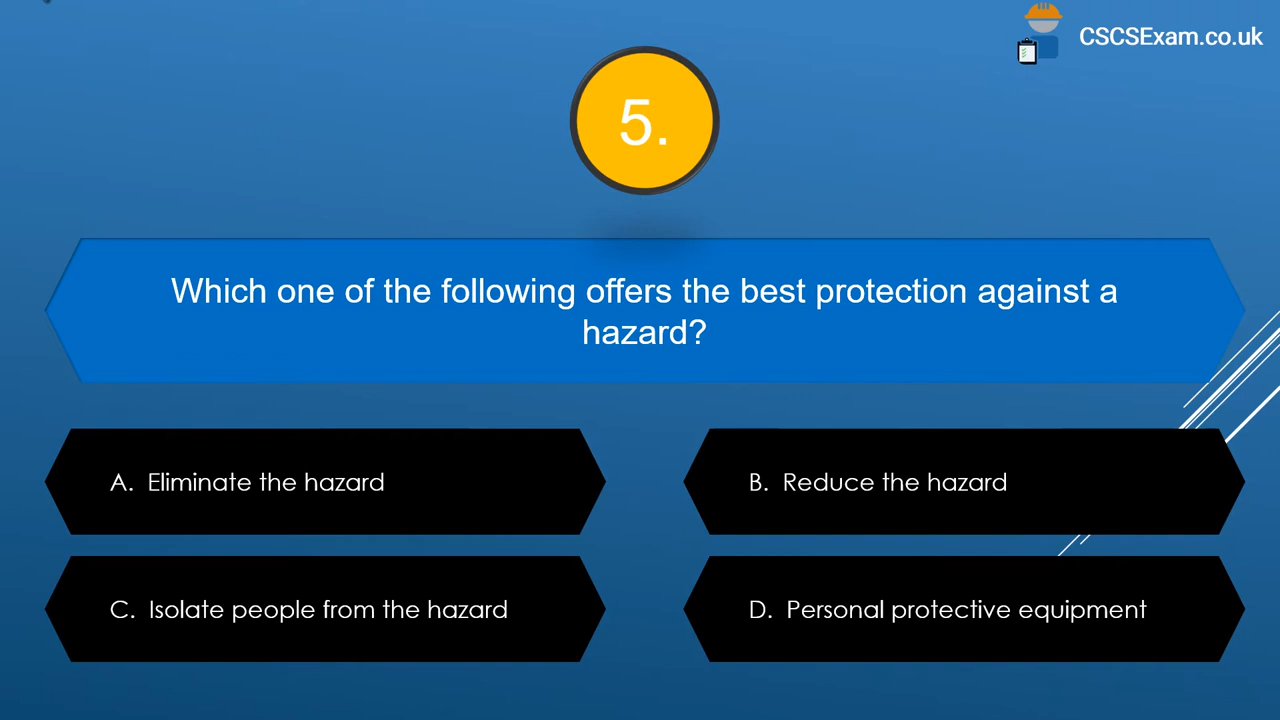 CSCSExam.co.uk
5.
Which one of the following offers the best protection against a
hazard?
A. Eliminate the hazard
B. Reduce the hazard
C. Isolate people from the hazard
D. Personal protective equipment